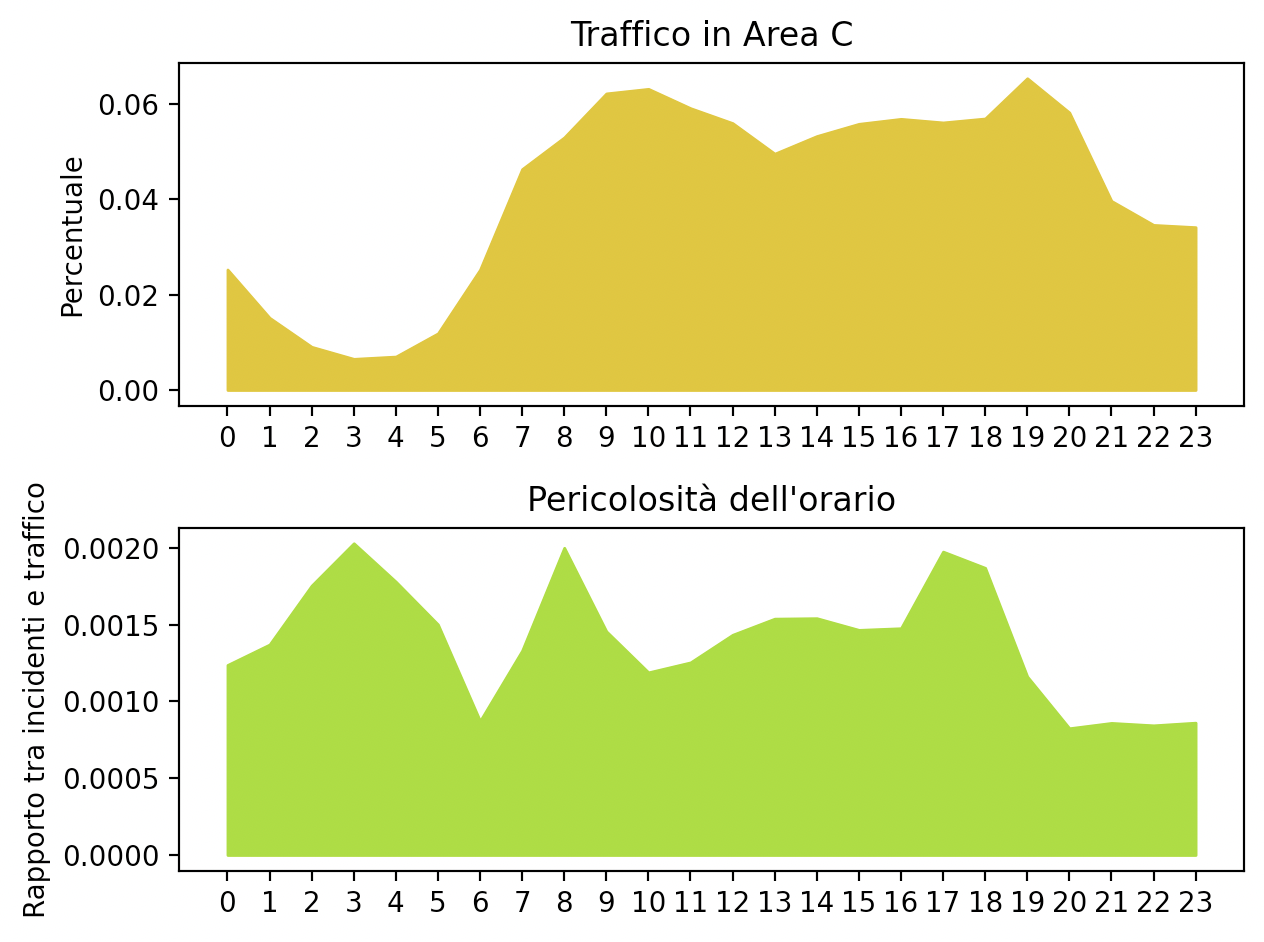 Traffico in Area C
Percentuale
0.06
0.04
0.02
0.00
0 1 2 3 4 5 6 7 8 9 10 11 12 13 14 15 16 17 18 19 20 21 22 23
Pericolosità dell'orario
Rapporto tra incidenti e traffico
0.0020
0.0015
0.0010
0.0005
0.0000
0 1 2 3 4 5 6 7 8 9 10 11 12 13 14 15 16 17 18 19 20 21 22 23